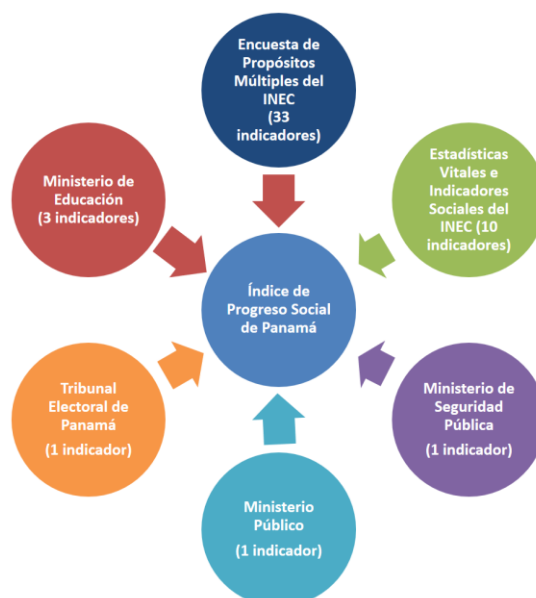 Encuesta de
Propósitos
Múltiples del
INEC
(33
indicadores)
Estadísticas
Vitales e
Indicadores
Sociales del
INEC (10
indicadores)
Ministerio de
Seguridad
Pública
(1 indicador)
Ministerio
Público
(1 indicador)
Tribunal
Electoral de
Panamá
(1 indicador)
Ministerio de
Educación
(3 indicadores)
Índice de
Progreso Social
de Panamá